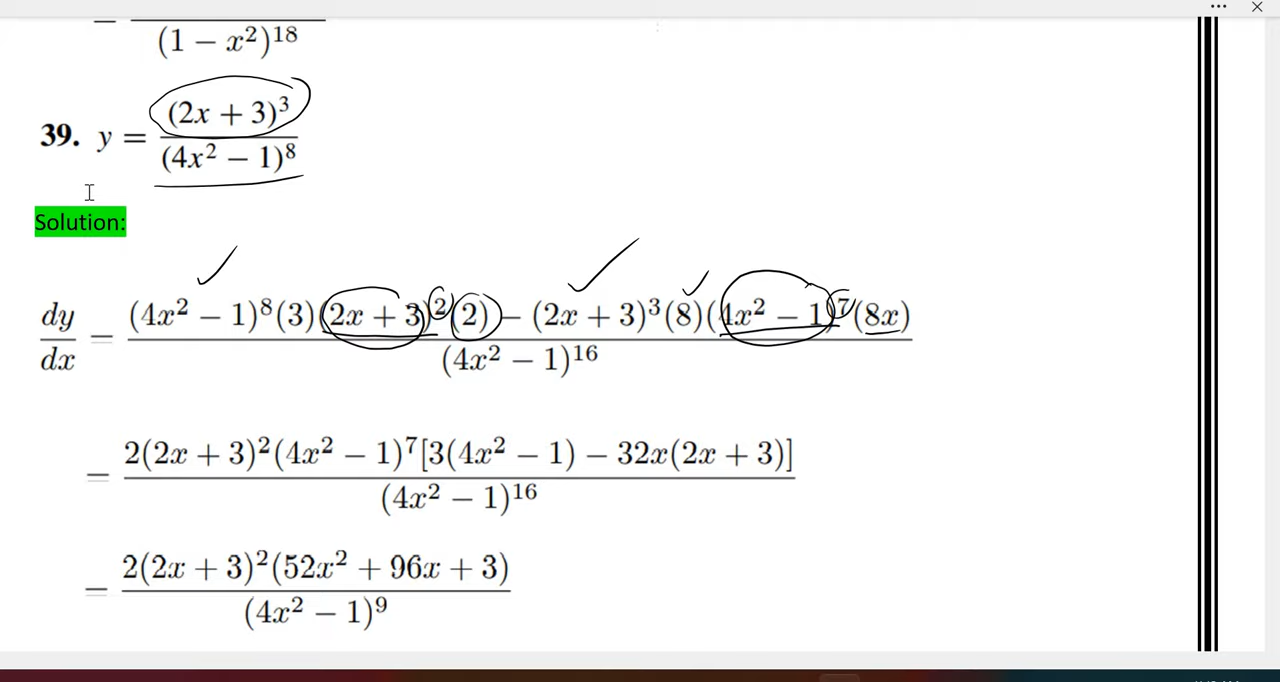 (1 − x²)¹⁸
39. y = (2x + 3)³ / (4x² − 1)⁸
Solution:
dy/dx = (4x² − 1)⁸(3)(2x + 3)²(2) − (2x + 3)³(8)(4x² − 1)⁷(8x) / (4x² − 1)¹⁶
= 2(2x + 3)²(4x² − 1)⁷[3(4x² − 1) − 32x(2x + 3)] / (4x² − 1)¹⁶
= 2(2x + 3)²(52x² + 96x + 3) / (4x² − 1)⁹